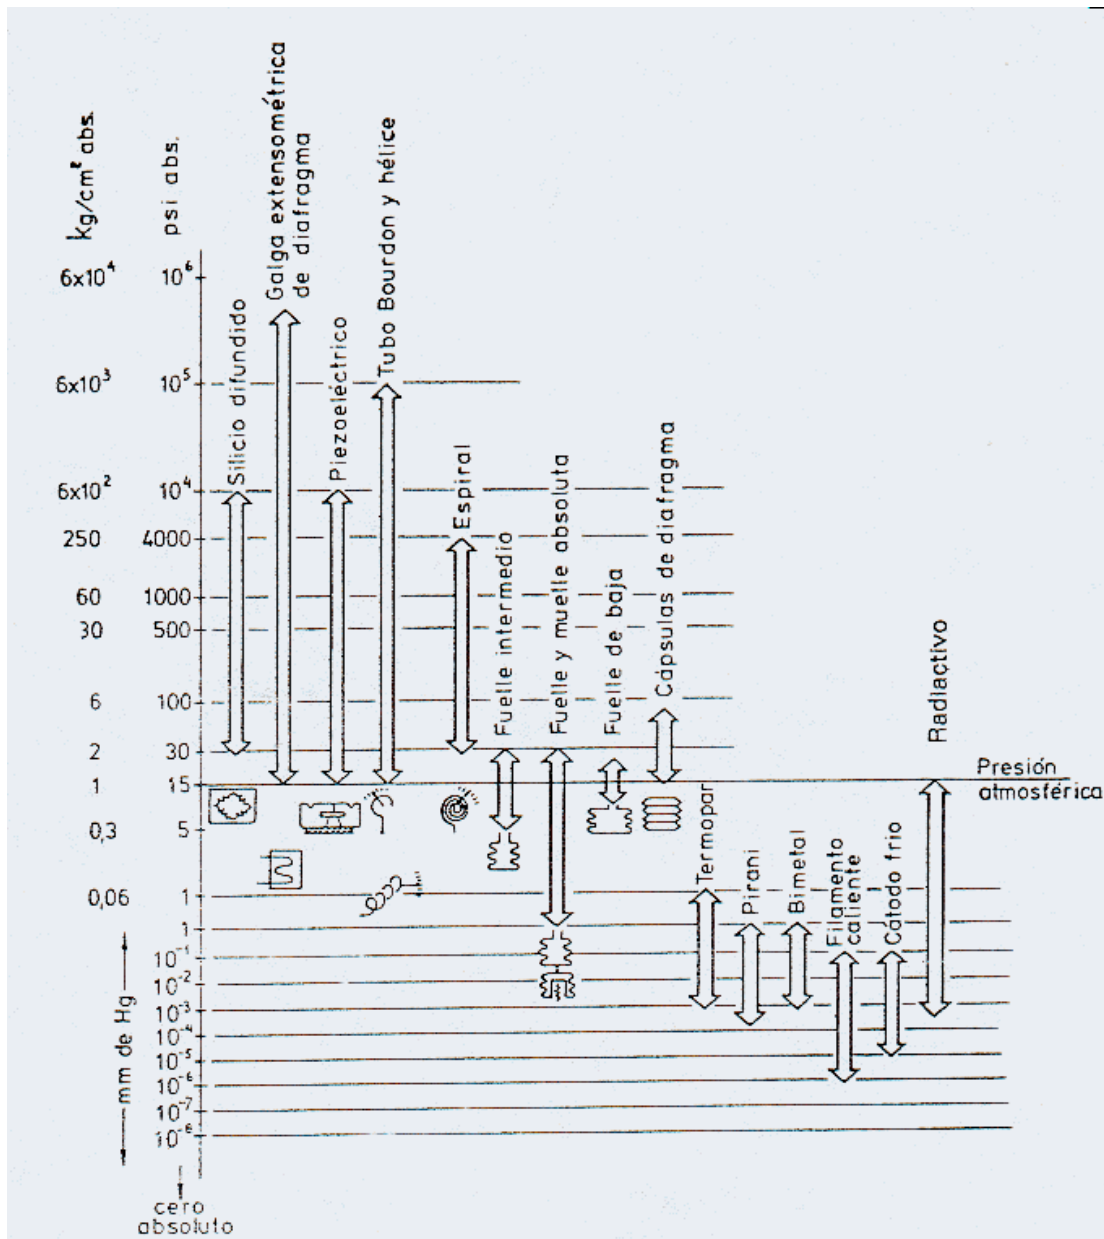 kg/cm² abs.
psi abs.
Galga extensométrica
de diafragma
Tubo Bourdon y hélice
Silicio difundido
Piezoeléctrico
Espiral
Fuelle intermedio
Fuelle y muelle absoluta
Fuelle de baja
Cápsulas de diafragma
Radiactivo
6x10⁴ 10⁶
6x10³ 10⁵
6x10² 10⁴
250 4000
60 1000
30 500
6 100
2 30
1 15
Presión
atmosférica
0,3 5
Termopar
Pirani
Bimetal
Filamento
caliente
Cátodo frio
0,06 1
mm de Hg
1
10⁻¹
10⁻²
10⁻³
10⁻⁴
10⁻⁵
10⁻⁶
10⁻⁷
10⁻⁶
cero
absoluto